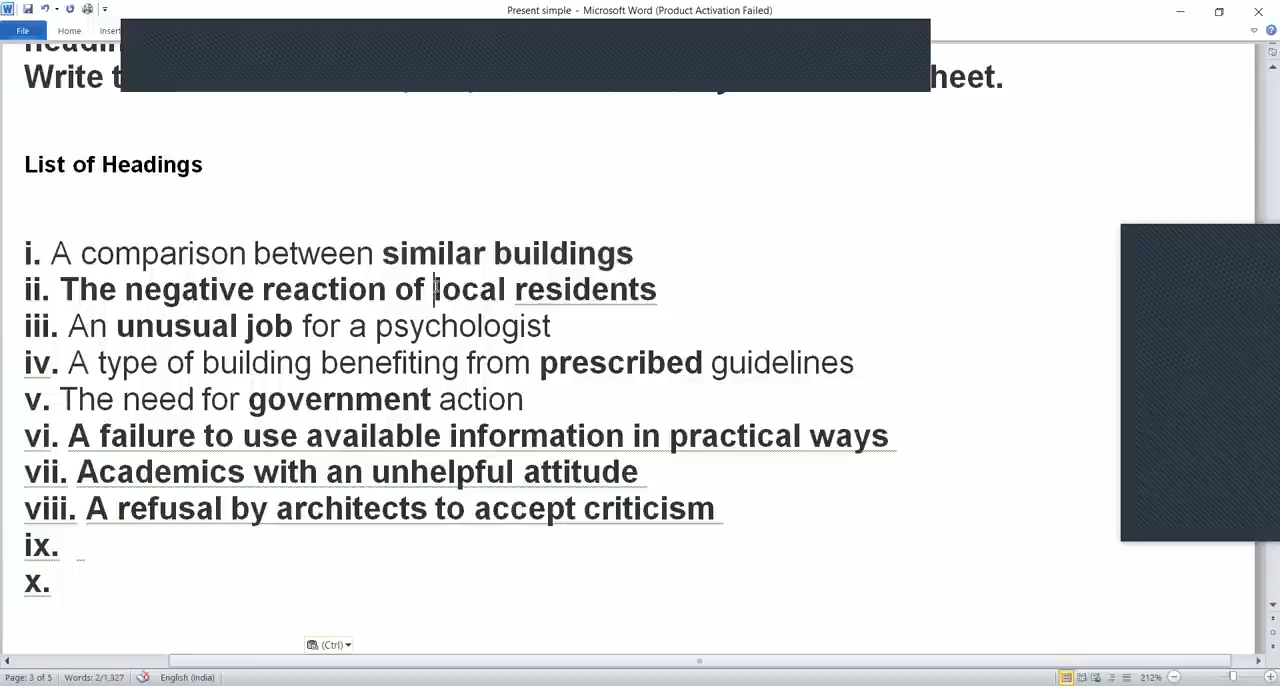 Present simple - Microsoft Word (Product Activation Failed)
File Home Insert
Write
heet.
List of Headings
i. A comparison between similar buildings
ii. The negative reaction of local residents
iii. An unusual job for a psychologist
iv. A type of building benefiting from prescribed guidelines
v. The need for government action
vi. A failure to use available information in practical ways
vii. Academics with an unhelpful attitude
viii. A refusal by architects to accept criticism
ix.
x.
(Ctrl)
Page: 3 of 5 Words: 2/1,327 English (India) 212%